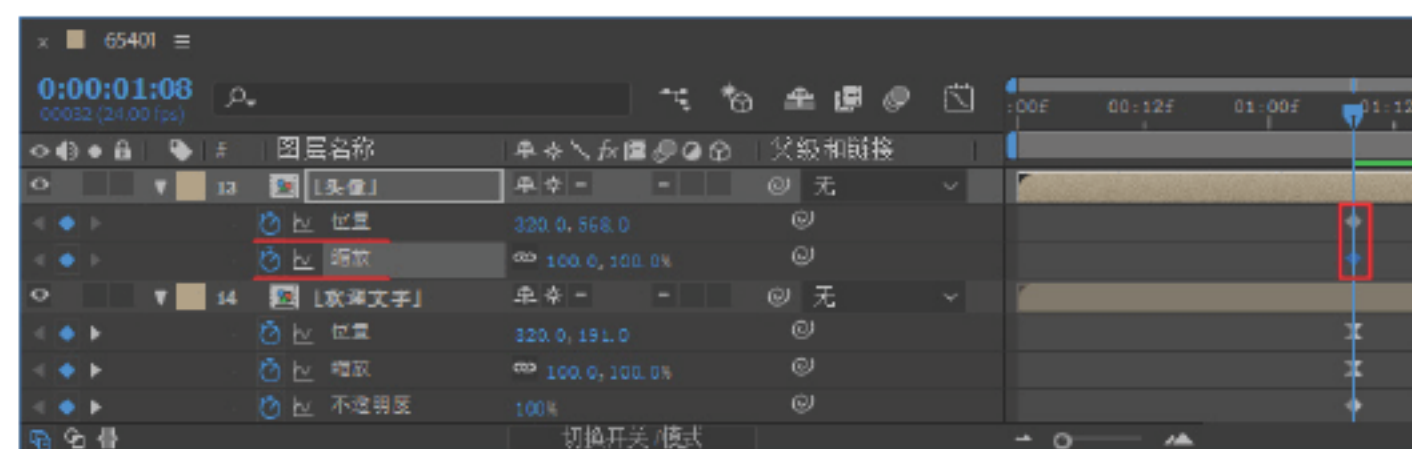 65401
0:00:01:08
00032 (24.00 fps)
:00f 00:12f 01:00f 01:12
# 图层名称 fx 父级和链接
13 [头像] 无
位置 320.0, 568.0
缩放 100.0, 100.0%
14 [欢迎文字] 无
位置 320.0, 191.0
缩放 100.0, 100.0%
不透明度 100%
切换开关/模式